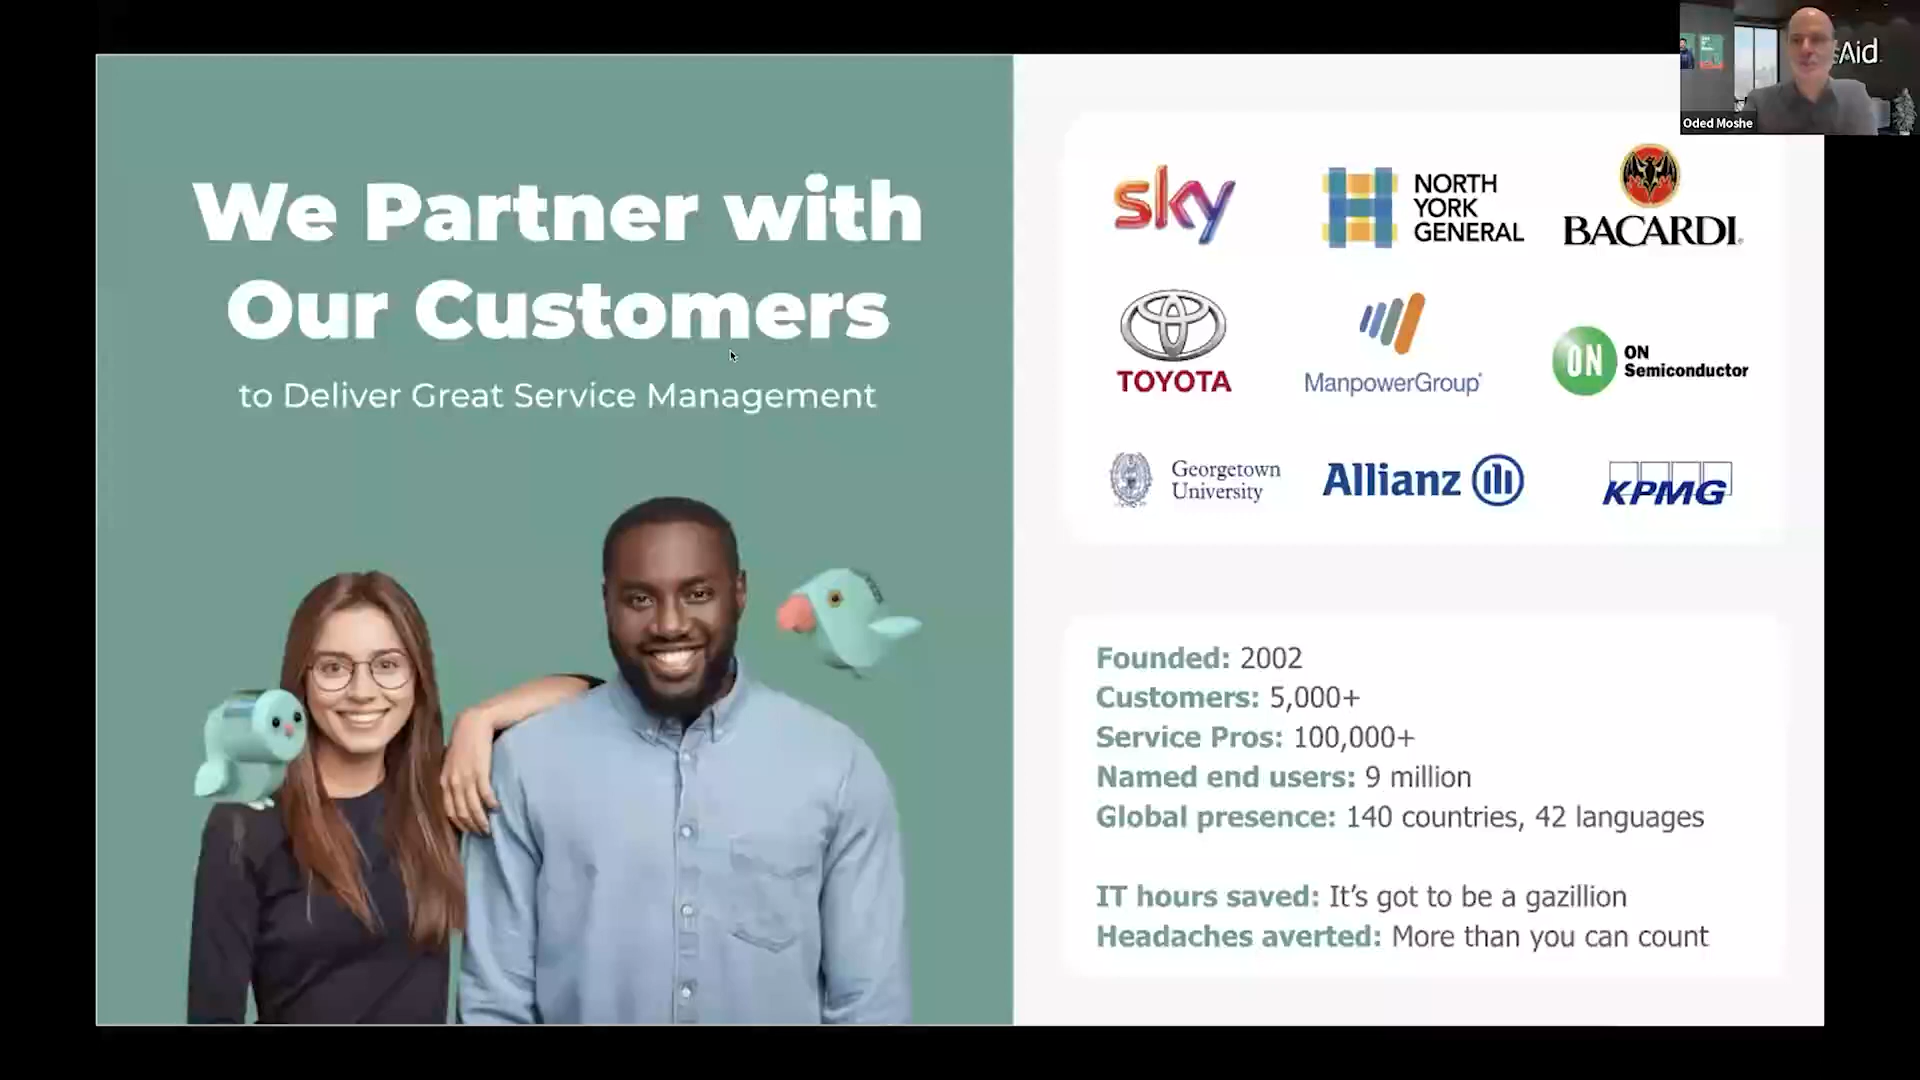 We Partner with
Our Customers
to Deliver Great Service Management
Aid
Oded Moshe
sky
NORTH
YORK
GENERAL
BACARDI
TOYOTA
ManpowerGroup
ON
ON
Semiconductor
Georgetown
University
Allianz
KPMG
Founded: 2002
Customers: 5,000+
Service Pros: 100,000+
Named end users: 9 million
Global presence: 140 countries, 42 languages
IT hours saved: It's got to be a gazillion
Headaches averted: More than you can count